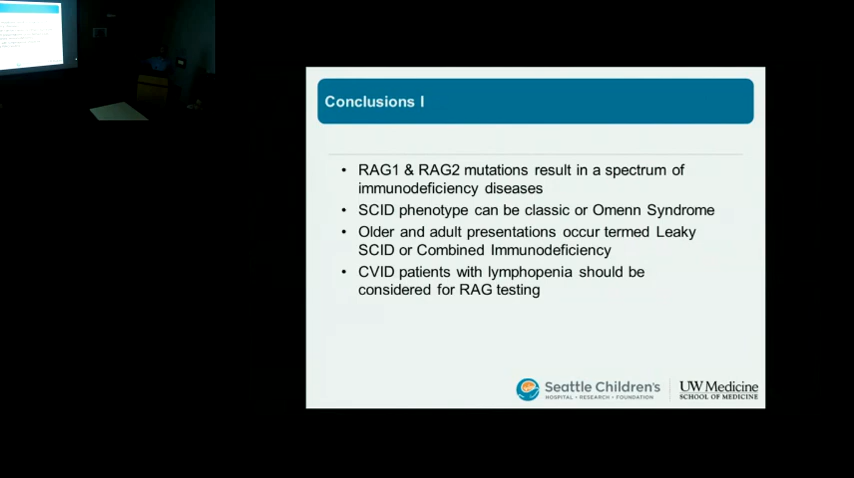 Conclusions I
• RAG1 & RAG2 mutations result in a spectrum of
immunodeficiency diseases
• SCID phenotype can be classic or Omenn Syndrome
• Older and adult presentations occur termed Leaky
SCID or Combined Immunodeficiency
• CVID patients with lymphopenia should be
considered for RAG testing
Seattle Children's
HOSPITAL • RESEARCH • FOUNDATION
UW Medicine
SCHOOL OF MEDICINE